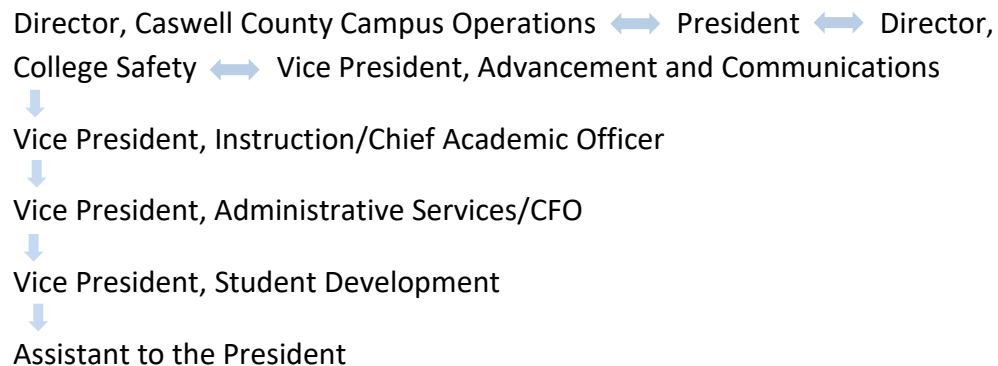 Director, Caswell County Campus Operations President Director,
College Safety Vice President, Advancement and Communications
Vice President, Instruction/Chief Academic Officer
Vice President, Administrative Services/CFO
Vice President, Student Development
Assistant to the President